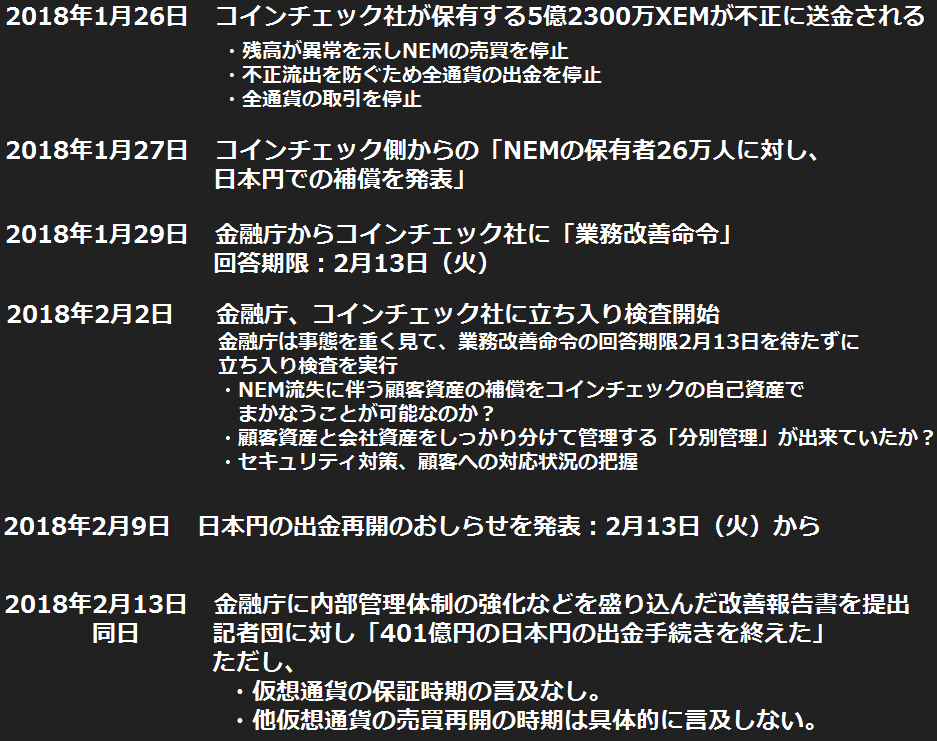 2018年1月26日 コインチェック社が保有する5億2300万XEMが不正に送金される
・残高が異常を示しNEMの売買を停止
・不正流出を防ぐため全通貨の出金を停止
・全通貨の取引を停止
2018年1月27日 コインチェック側からの「NEMの保有者26万人に対し、
日本円での補償を発表」
2018年1月29日 金融庁からコインチェック社に「業務改善命令」
回答期限：2月13日（火）
2018年2月2日 金融庁、コインチェック社に立ち入り検査開始
金融庁は事態を重く見て、業務改善命令の回答期限2月13日を待たずに
立ち入り検査を実行
・NEM流失に伴う顧客資産の補償をコインチェックの自己資産で
まかなうことが可能なのか？
・顧客資産と会社資産をしっかり分けて管理する「分別管理」が出来ていたか？
・セキュリティ対策、顧客への対応状況の把握
2018年2月9日 日本円の出金再開のおしらせを発表：2月13日（火）から
2018年2月13日 金融庁に内部管理体制の強化などを盛り込んだ改善報告書を提出
同日 記者団に対し「401億円の日本円の出金手続きを終えた」
ただし、
・仮想通貨の保証時期の言及なし。
・他仮想通貨の売買再開の時期は具体的に言及しない。